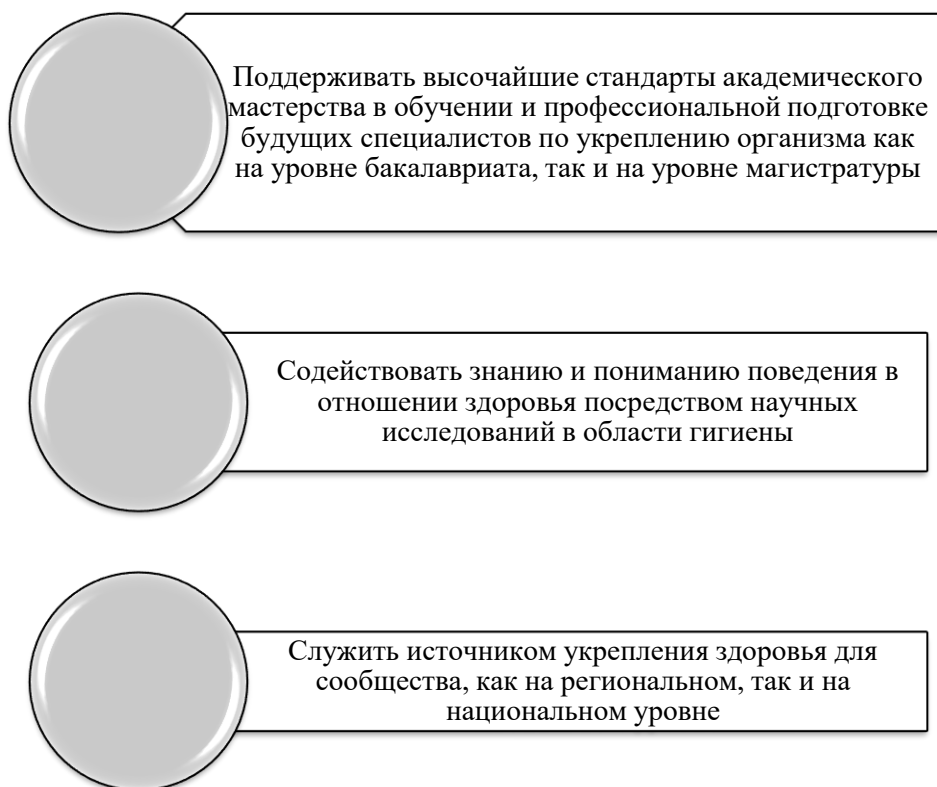 Поддерживать высочайшие стандарты академического
мастерства в обучении и профессиональной подготовке
будущих специалистов по укреплению организма как
на уровне бакалавриата, так и на уровне магистратуры
Содействовать знанию и пониманию поведения в
отношении здоровья посредством научных
исследований в области гигиены
Служить источником укрепления здоровья для
сообщества, как на региональном, так и на
национальном уровне